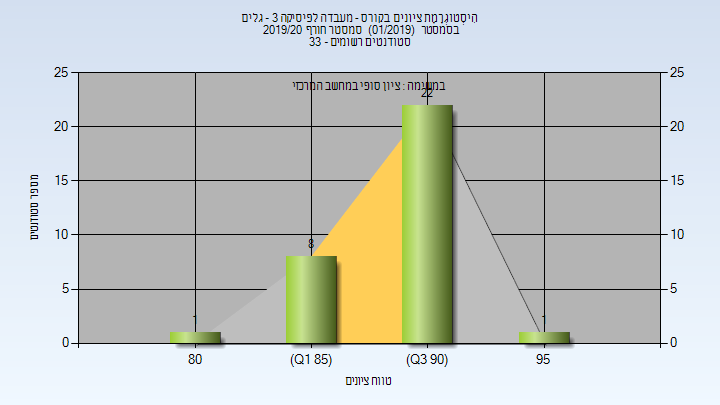 היסטוגרמת ציונים בקורס - מעבדה לפיסיקה 3 - גלים
בסמסטר (01/2019) סמסטר חורף 2019/20
סטודנטים רשומים - 33
במשימה : ציון סופי במחשב המרכזי
25
20
15
10
5
0
25
20
15
10
5
0
מספר סטודנטים
1
8
22
1
80
(Q1 85)
(Q3 90)
95
טווח ציונים